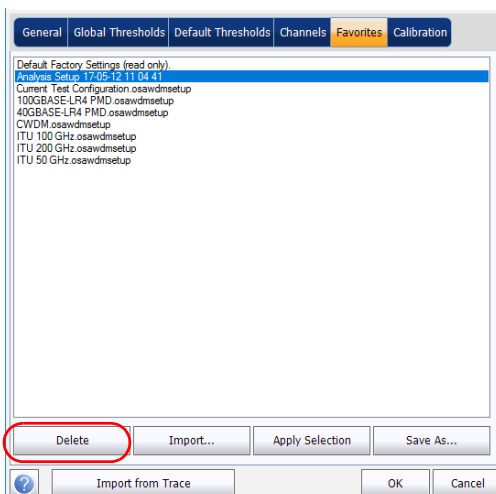 General Global Thresholds Default Thresholds Channels Favorites Calibration
Default Factory Settings (read only).
Analysis Setup 17-05-12 11 04 41
Current Test Configuration.osawdmsetup
100GBASE-LR4 PMD.osawdmsetup
40GBASE-LR4 PMD.osawdmsetup
CWDM.osawdmsetup
ITU 100 GHz.osawdmsetup
ITU 200 GHz.osawdmsetup
ITU 50 GHz.osawdmsetup
Delete Import... Apply Selection Save As...
? Import from Trace OK Cancel